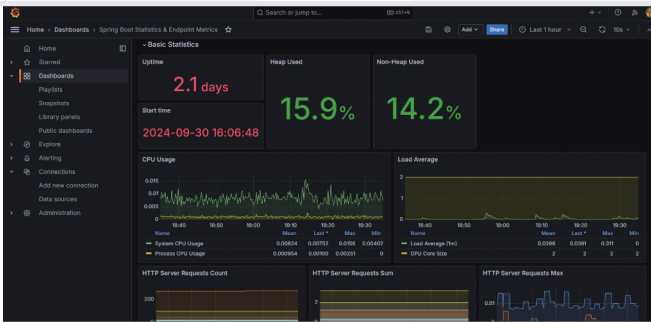 Search or jump to...
ctrl+k
Home › Dashboards › Spring Boot Statistics & Endpoint Metrics
Add
Share
Last 1 hour
10s
Home
Starred
Dashboards
Playlists
Snapshots
Library panels
Public dashboards
Explore
Alerting
Connections
Add new connection
Data sources
Administration
Basic Statistics
Uptime
2.1 days
Start time
2024-09-30 16:06:48
Heap Used
15.9%
Non-Heap Used
14.2%
CPU Usage
0.015
0.01
0.005
0
18:40 18:50 19:00 19:10 19:20 19:30
Name Mean Last * Max Min
System CPU Usage 0.00824 0.00752 0.0156 0.00402
Process CPU Usage 0.000954 0.00100 0.00251 0
Load Average
2
1
0
18:40 18:50 19:00 19:10 19:20 19:30
Name Mean Last * Max Min
Load Average [1m] 0.0266 0.0391 0.311 0
CPU Core Size 2 2 2 2
HTTP Server Requests Count
200
HTTP Server Requests Sum
2
HTTP Server Requests Max
0.01